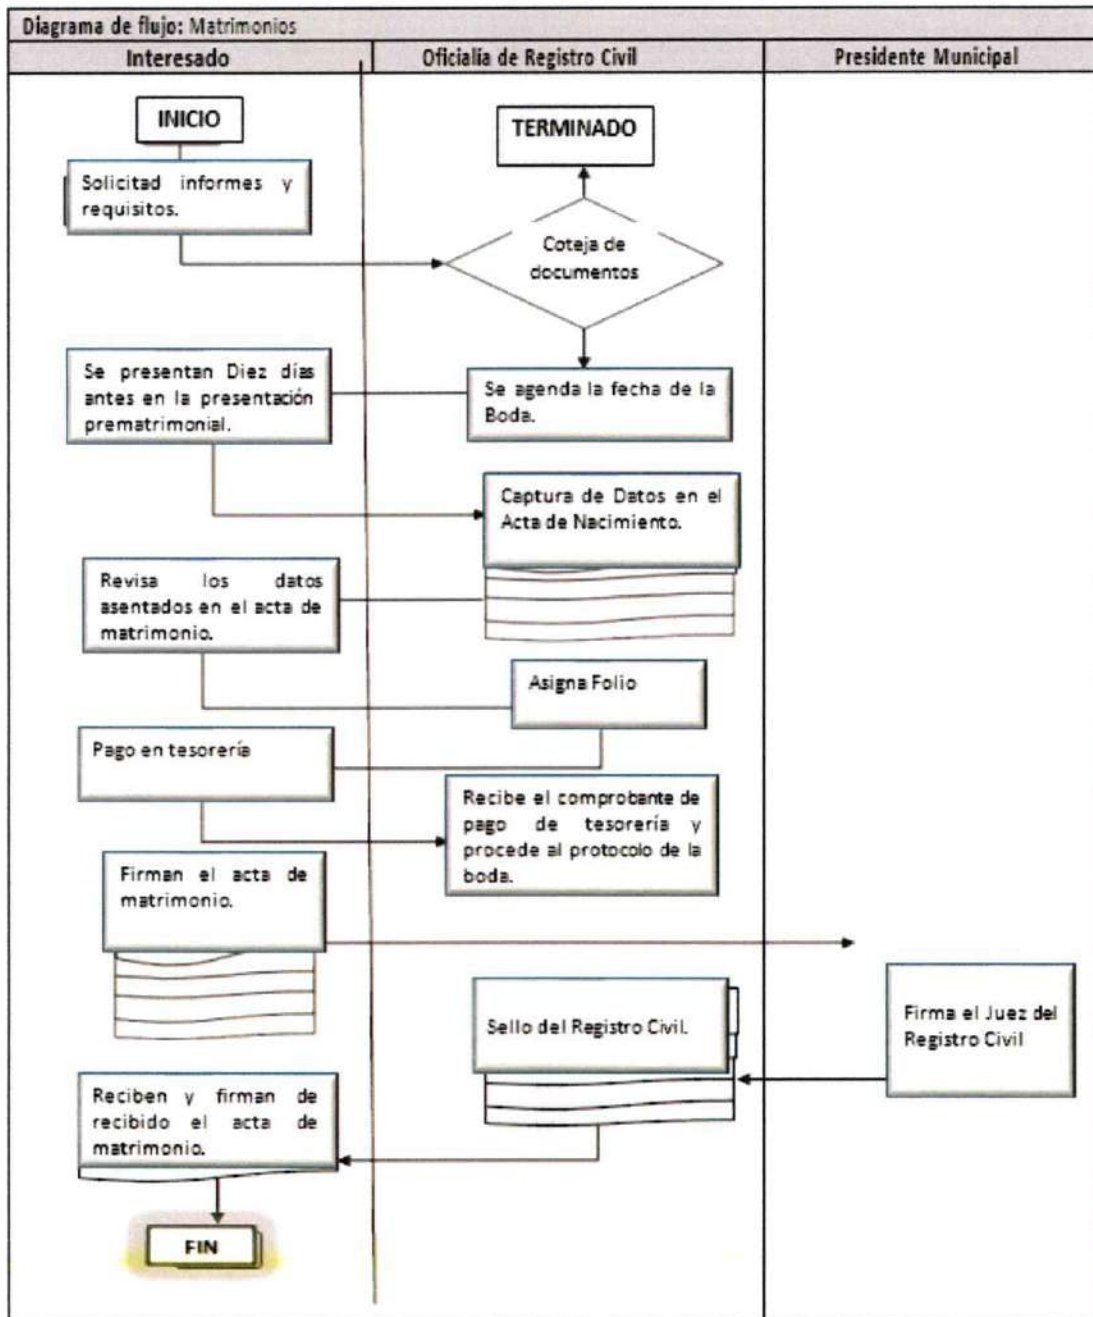 Diagrama de flujo: Matrimonios
Interesado
Oficialía de Registro Civil
Presidente Municipal
INICIO
TERMINADO
Solicitad informes y
requisitos.
Coteja de
documentos
Se presentan Diez días
antes en la presentación
prematrimonial.
Se agenda la fecha de la
Boda.
Captura de Datos en el
Acta de Nacimiento.
Revisa los datos
asentados en el acta de
matrimonio.
Asigna Folio
Pago en tesorería
Recibe el comprobante de
pago de tesorería y
procede al protocolo de la
boda.
Firman el acta de
matrimonio.
Firma el Juez del
Registro Civil
Sello del Registro Civil.
Reciben y firman de
recibido el acta de
matrimonio.
FIN